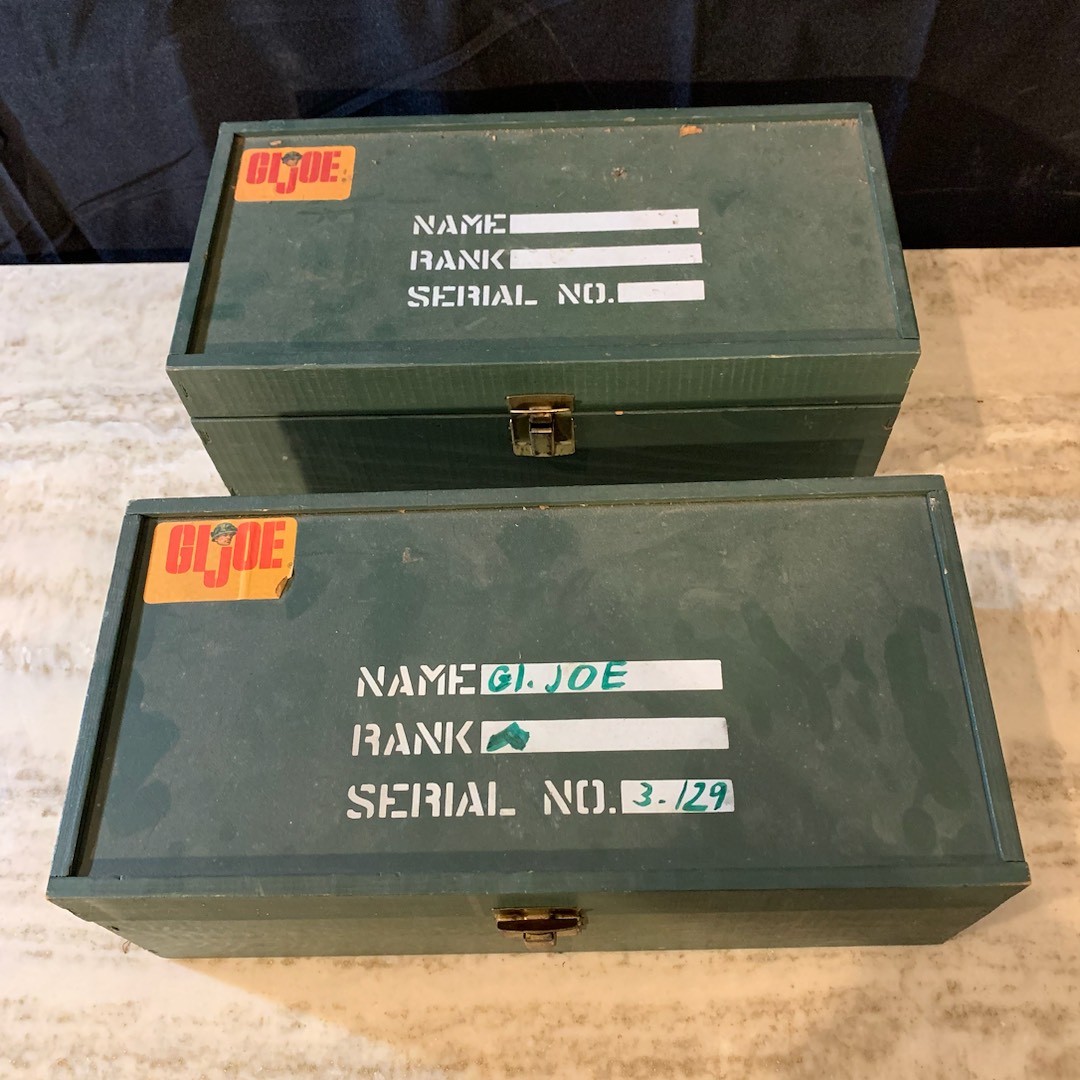 GI JOE
NAME
RANK
SERIAL NO.
GI JOE
NAME GI. JOE
RANK
SERIAL NO. 3.129